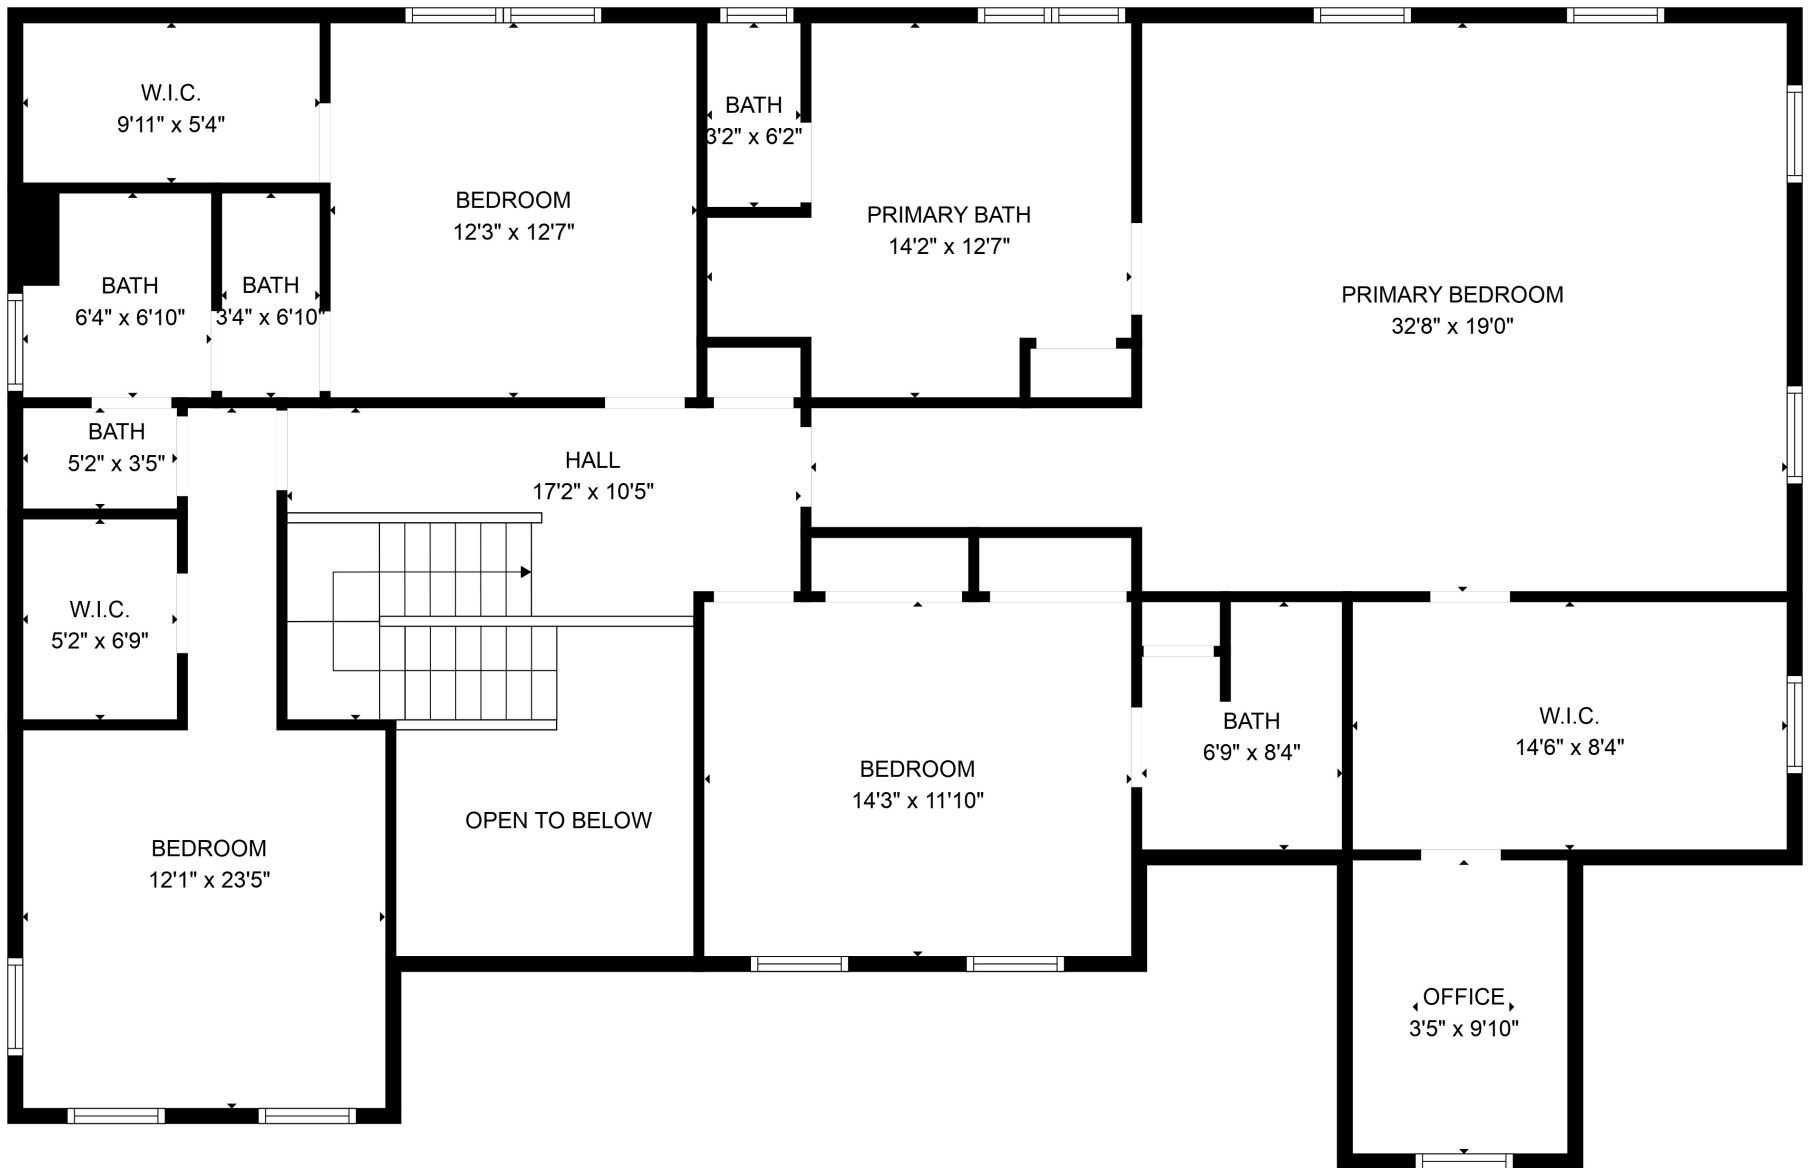 W.I.C.
9'11" x 5'4"
BEDROOM
12'3" x 12'7"
BATH
3'2" x 6'2"
PRIMARY BATH
14'2" x 12'7"
PRIMARY BEDROOM
32'8" x 19'0"
BATH
6'4" x 6'10"
BATH
3'4" x 6'10"
BATH
5'2" x 3'5"
HALL
17'2" x 10'5"
W.I.C.
5'2" x 6'9"
BEDROOM
12'1" x 23'5"
OPEN TO BELOW
BEDROOM
14'3" x 11'10"
BATH
6'9" x 8'4"
W.I.C.
14'6" x 8'4"
OFFICE
3'5" x 9'10"